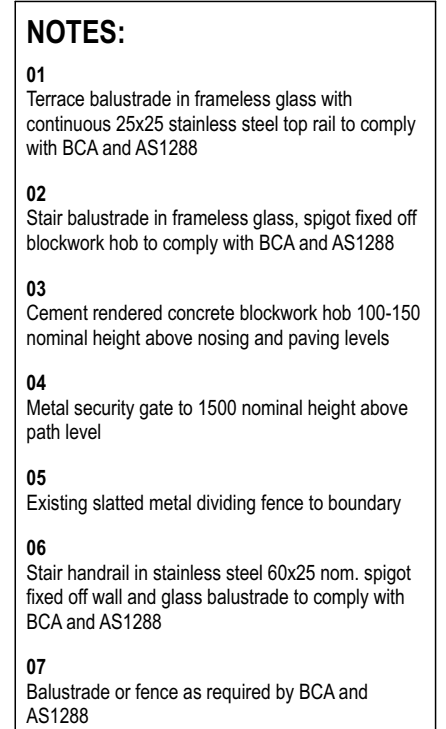 NOTES:
01
Terrace balustrade in frameless glass with
continuous 25x25 stainless steel top rail to comply
with BCA and AS1288
02
Stair balustrade in frameless glass, spigot fixed off
blockwork hob to comply with BCA and AS1288
03
Cement rendered concrete blockwork hob 100-150
nominal height above nosing and paving levels
04
Metal security gate to 1500 nominal height above
path level
05
Existing slatted metal dividing fence to boundary
06
Stair handrail in stainless steel 60x25 nom. spigot
fixed off wall and glass balustrade to comply with
BCA and AS1288
07
Balustrade or fence as required by BCA and
AS1288